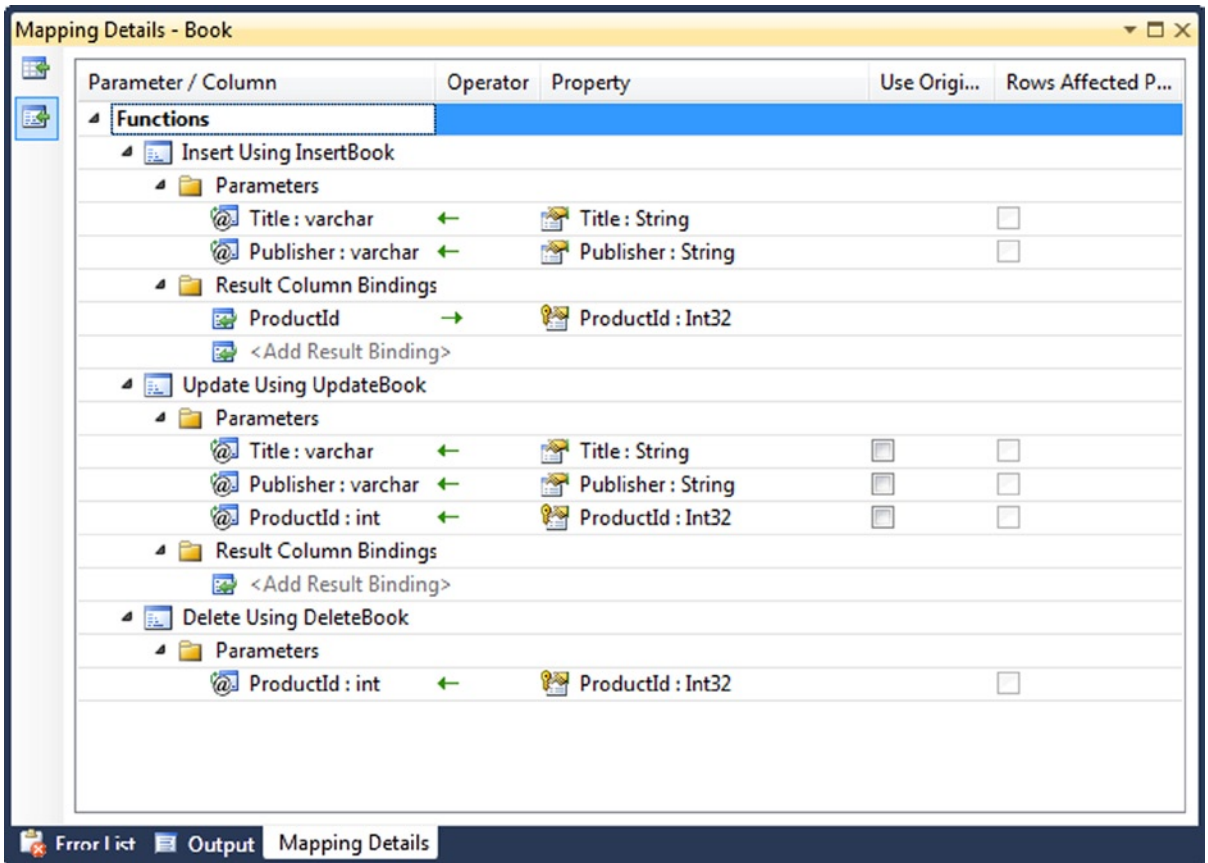 Mapping Details - Book
Parameter / Column Operator Property Use Origi... Rows Affected P...
Functions
Insert Using InsertBook
Parameters
@ Title : varchar ← Title : String
@ Publisher : varchar ← Publisher : String
Result Column Bindings
ProductId → ProductId : Int32
<Add Result Binding>
Update Using UpdateBook
Parameters
@ Title : varchar ← Title : String
@ Publisher : varchar ← Publisher : String
@ ProductId : int ← ProductId : Int32
Result Column Bindings
<Add Result Binding>
Delete Using DeleteBook
Parameters
@ ProductId : int ← ProductId : Int32
Error List Output Mapping Details